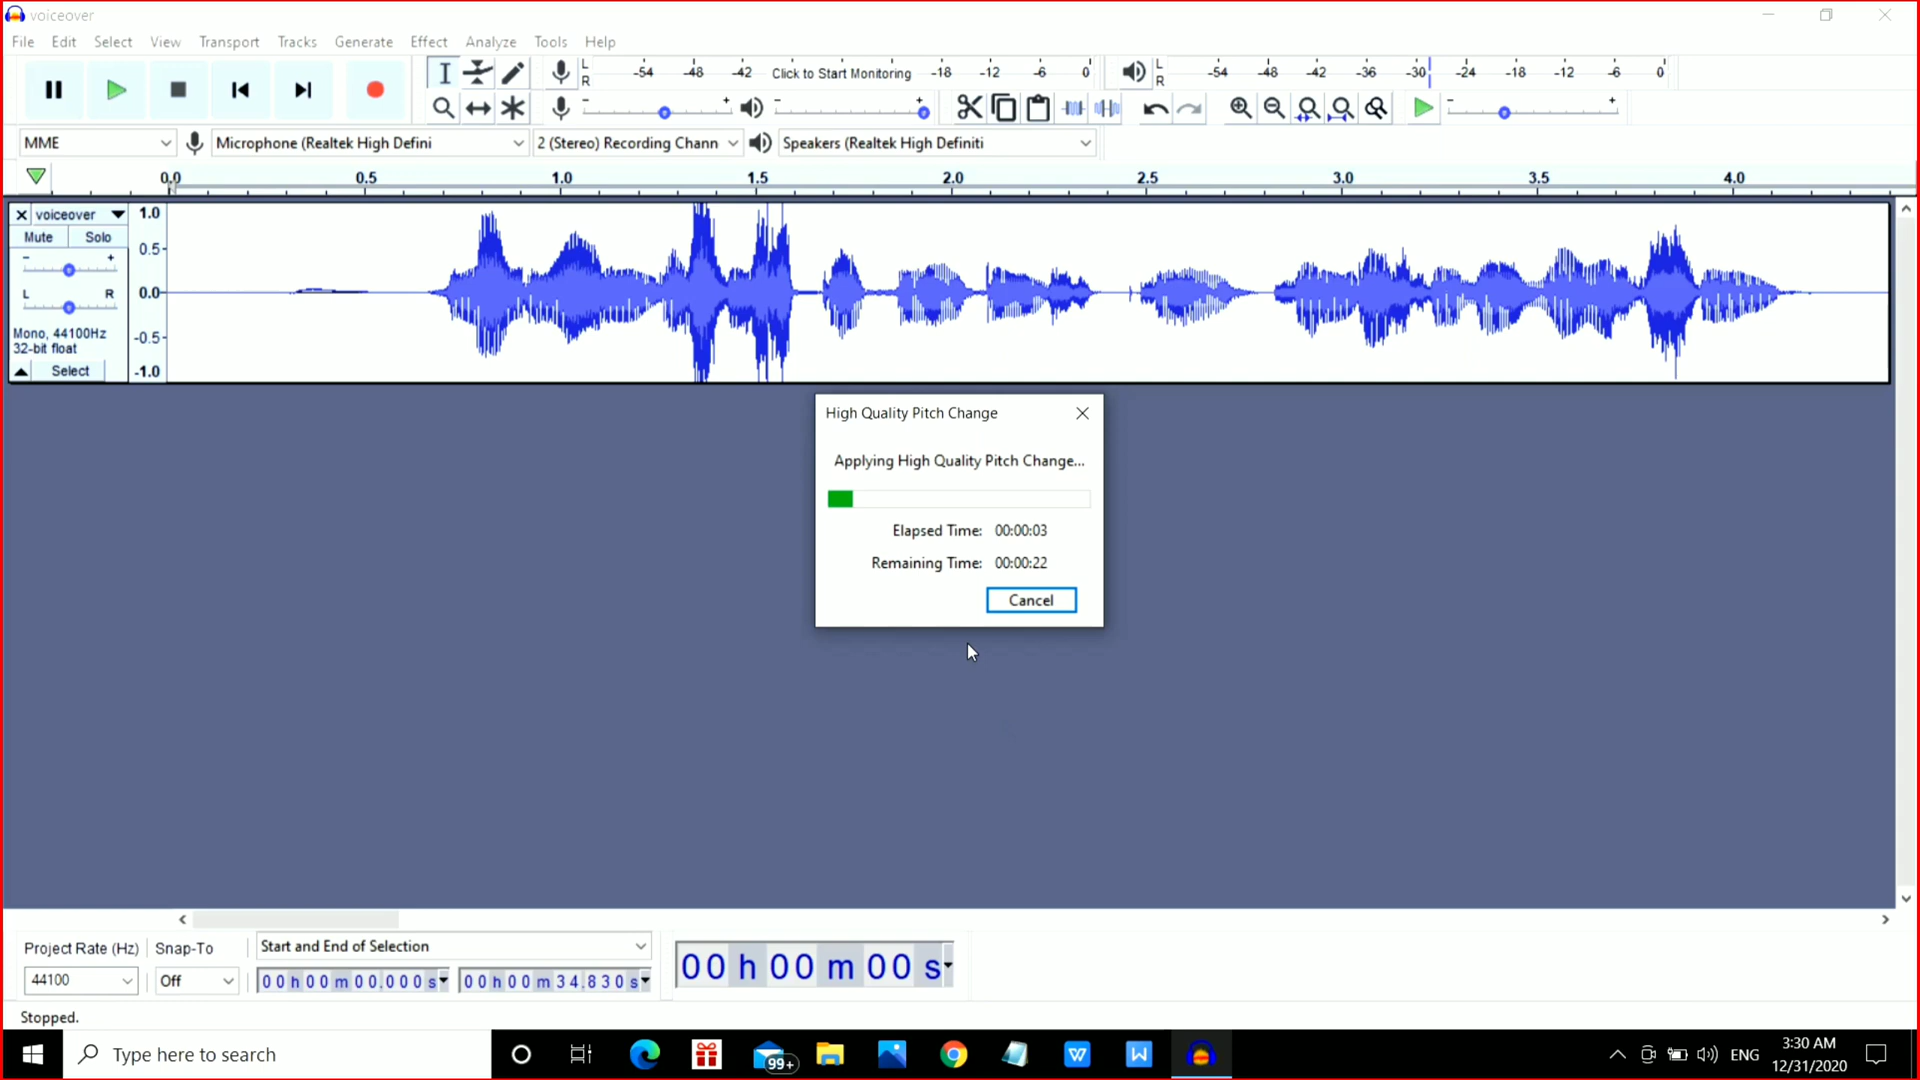 voiceover
File Edit Select View Transport Tracks Generate Effect Analyze Tools Help
L R -54 -48 -42 Click to Start Monitoring -18 -12 -6 0 L R -54 -48 -42 -36 -30 -24 -18 -12 -6 0
- + - + - +
MME Microphone (Realtek High Defini 2 (Stereo) Recording Chann Speakers (Realtek High Definiti
0.0 0.5 1.0 1.5 2.0 2.5 3.0 3.5 4.0
voiceover 1.0
Mute Solo
- + 0.5
L R 0.0
Mono, 44100Hz -0.5
32-bit float
Select -1.0
High Quality Pitch Change
Applying High Quality Pitch Change...
Elapsed Time: 00:00:03
Remaining Time: 00:00:22
Cancel
Project Rate (Hz) Snap-To Start and End of Selection
44100 Off 00 h 00 m 00.000 s 00 h 00 m 34.830 s 00 h 00 m 00 s
Stopped.
Type here to search 99+ W W ENG 3:30 AM
12/31/2020